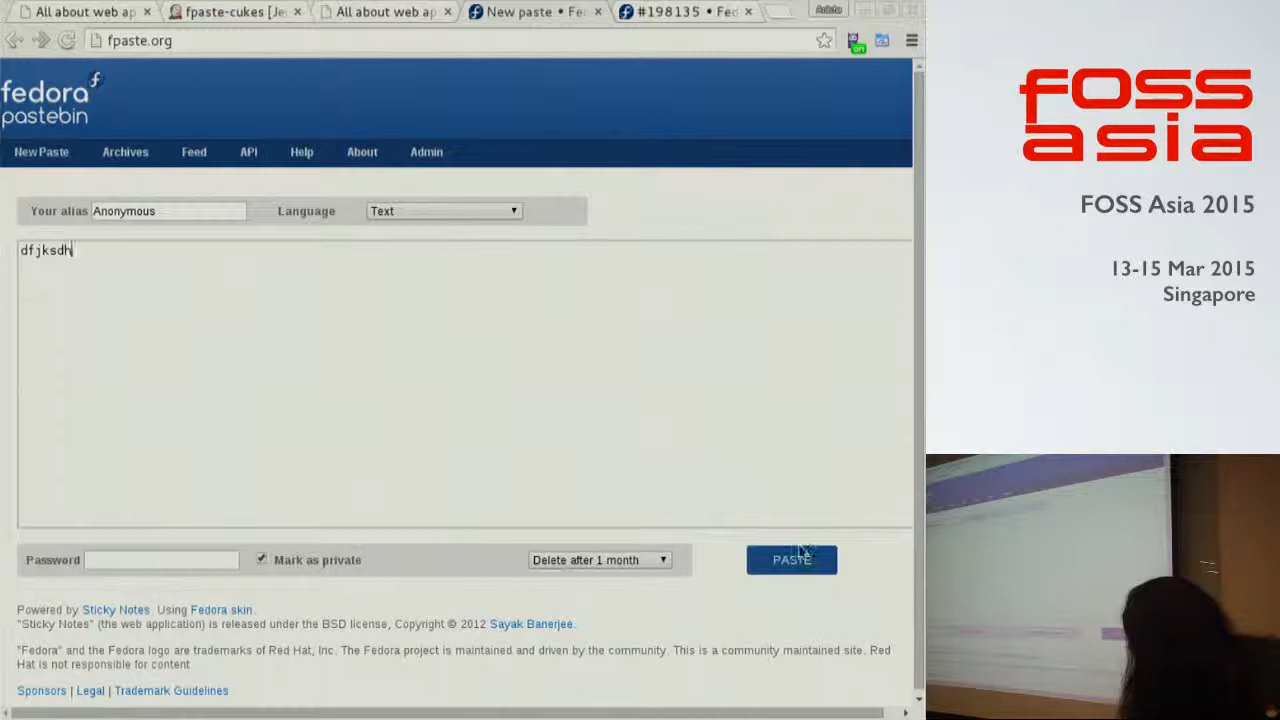 All about web ap
fpaste-cukes [Je
All about web ap
New paste • Fe
#198135 • Fed
fpaste.org
on
fedora
pastebin
New Paste
Archives
Feed
API
Help
About
Admin
Your alias
Anonymous
Language
Text
dfjksdh
Password
Mark as private
Delete after 1 month
PASTE
Powered by Sticky Notes. Using Fedora skin.
"Sticky Notes" (the web application) is released under the BSD license, Copyright © 2012 Sayak Banerjee.
"Fedora" and the Fedora logo are trademarks of Red Hat, Inc. The Fedora project is maintained and driven by the community. This is a community maintained site. Red
Hat is not responsible for content
Sponsors | Legal | Trademark Guidelines
FOSS
asia
FOSS Asia 2015
13-15 Mar 2015
Singapore